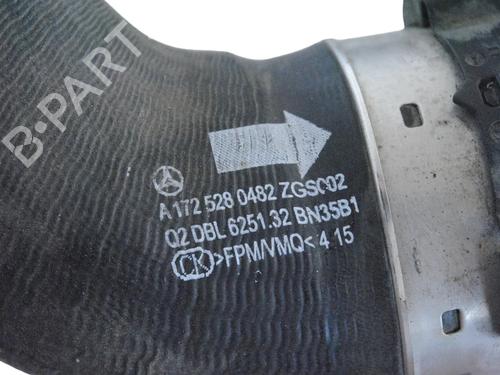 B-PART
A 172 528 0482 ZGS002
Q2 DBL 6251.32 BN35B1
CK >FPM/VMQ< 4 15